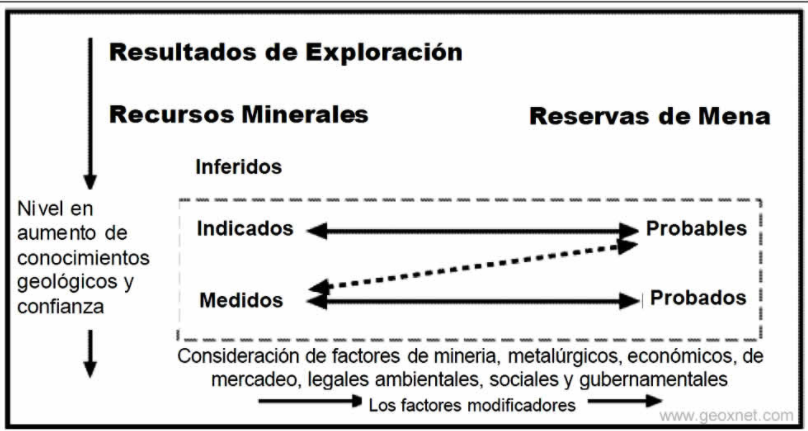 Resultados de Exploración
Recursos Minerales
Reservas de Mena
Inferidos
Nivel en
aumento de
conocimientos
geológicos y
confianza
Indicados
Probables
Medidos
Probados
Consideración de factores de mineria, metalúrgicos, económicos, de
mercadeo, legales ambientales, sociales y gubernamentales
Los factores modificadores
www.geoxnet.com